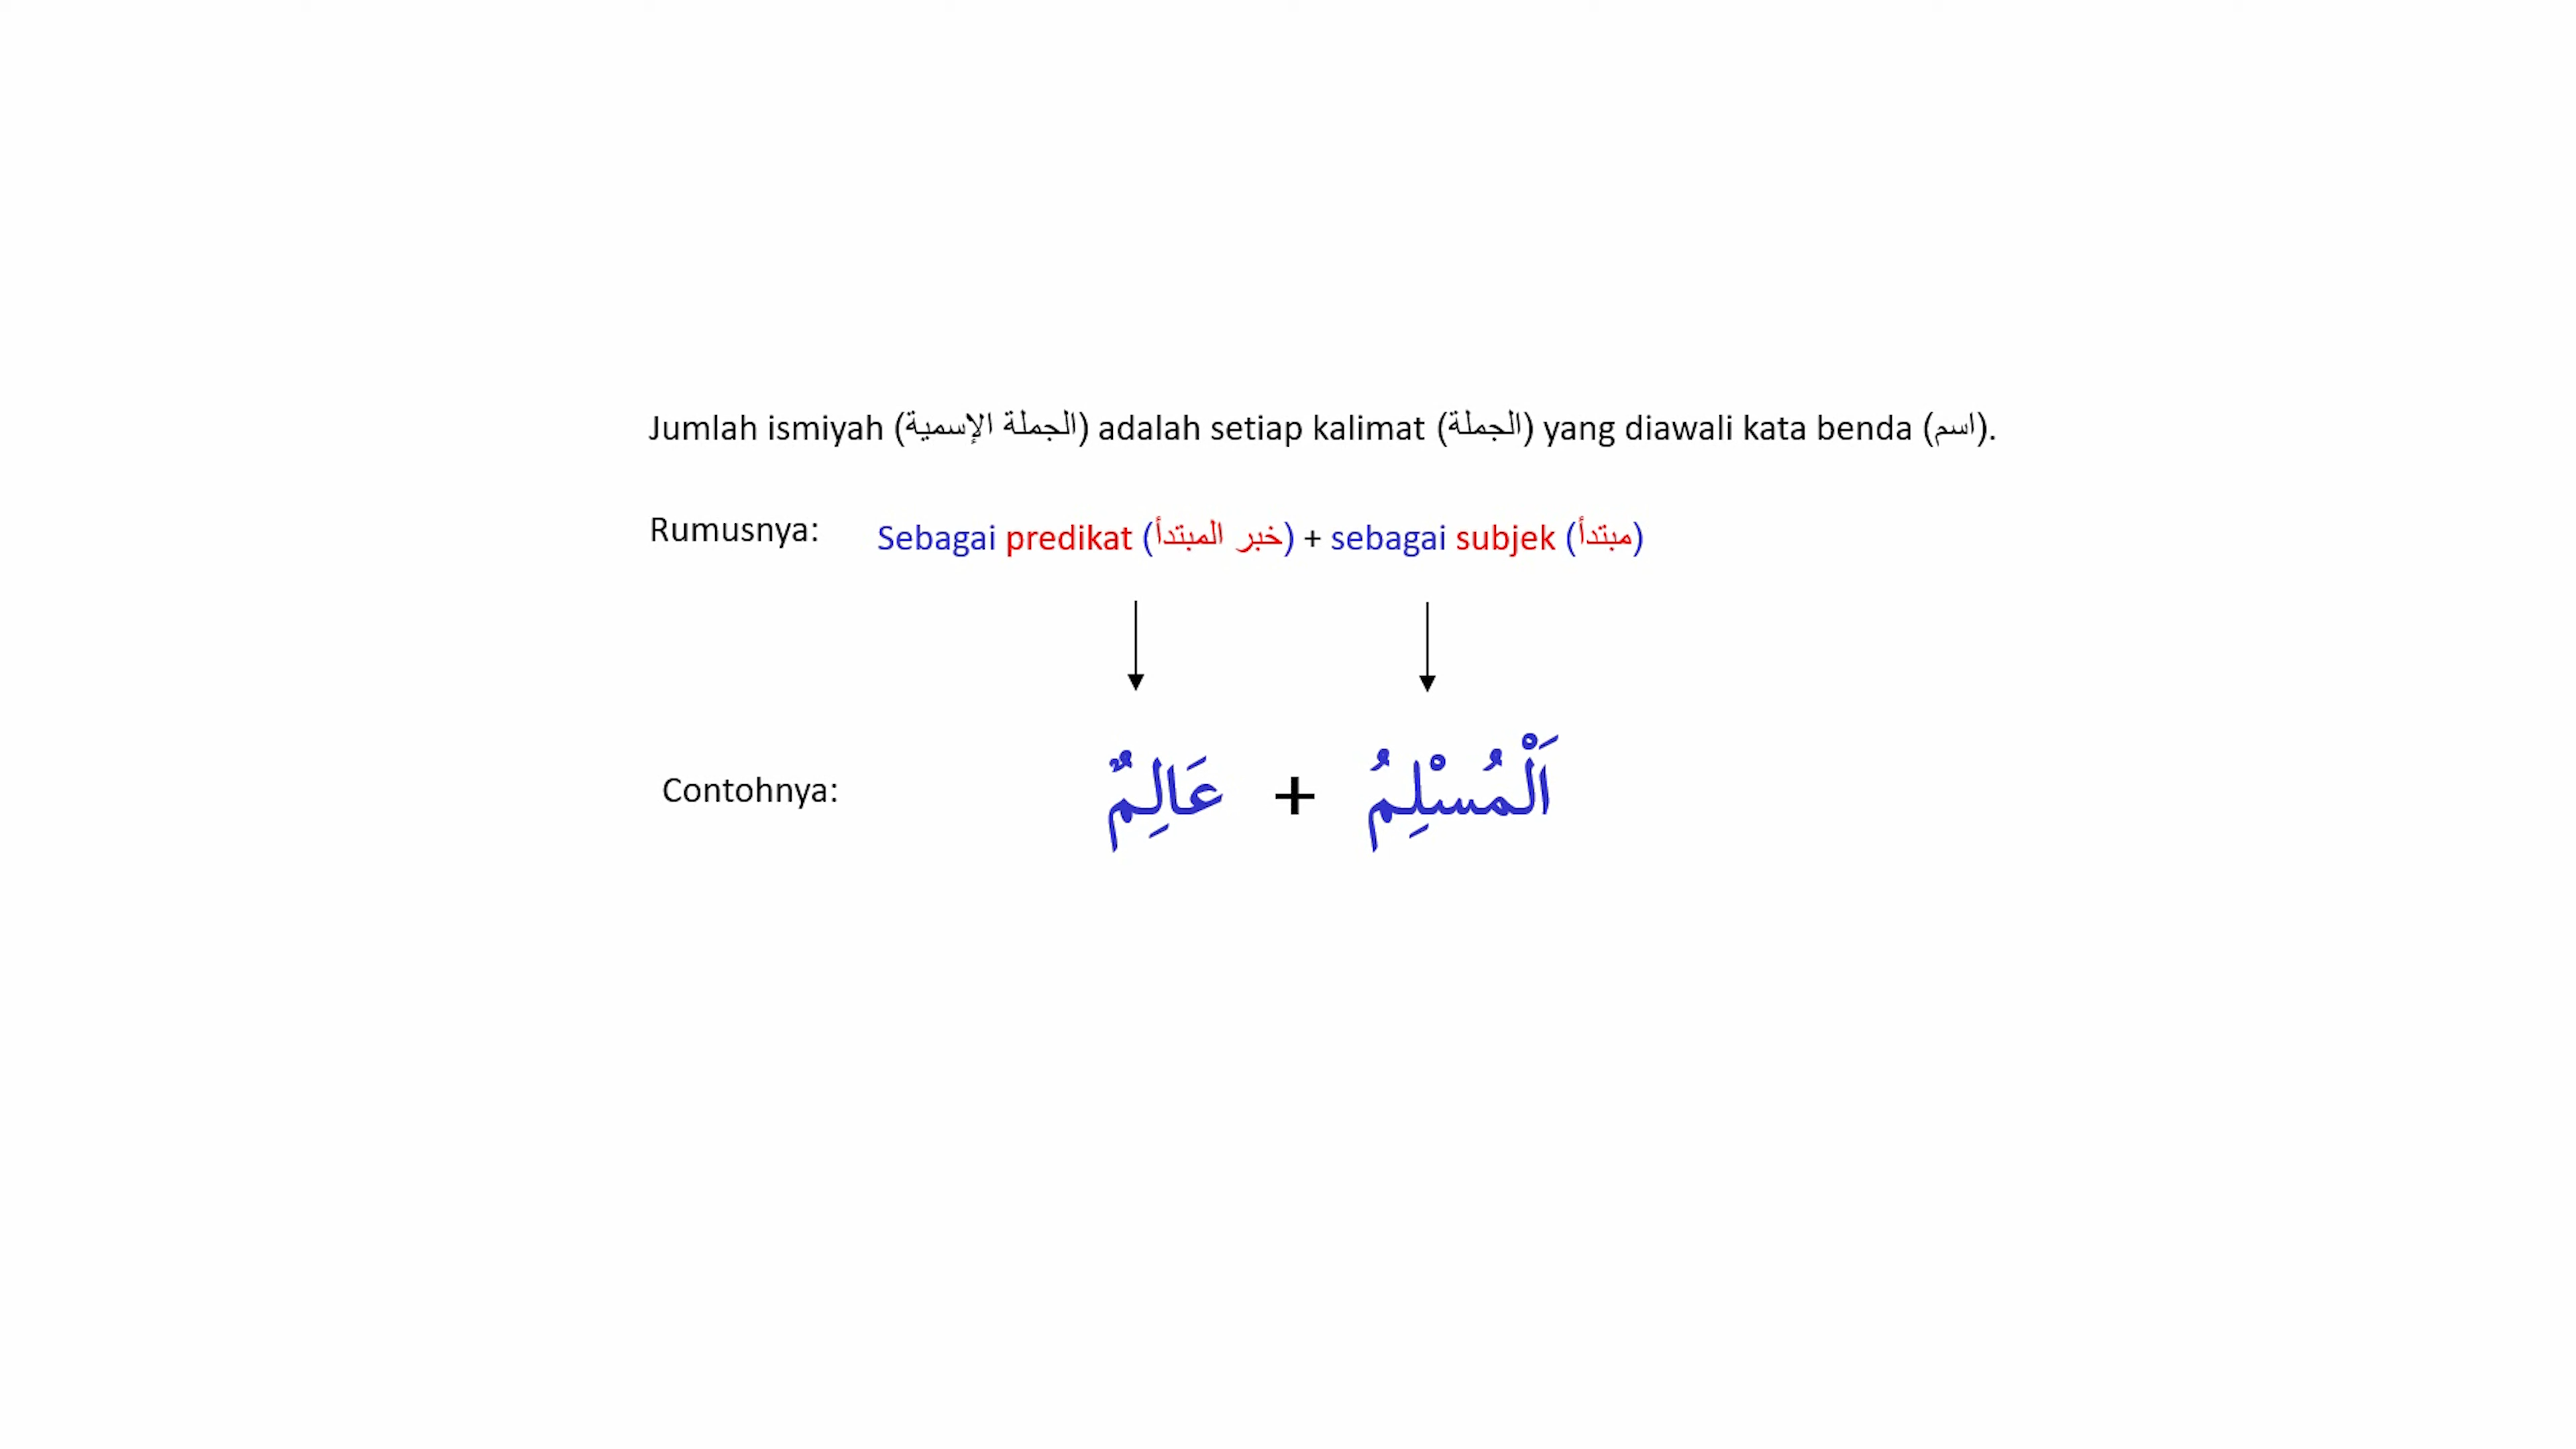 Jumlah ismiyah (الجملة الإسمية) adalah setiap kalimat (الجملة) yang diawali kata benda (اسم).
Rumusnya: Sebagai predikat (خبر المبتدأ) + sebagai subjek (مبتدأ)
Contohnya: اَلْمُسْلِمُ + عَالِمٌ